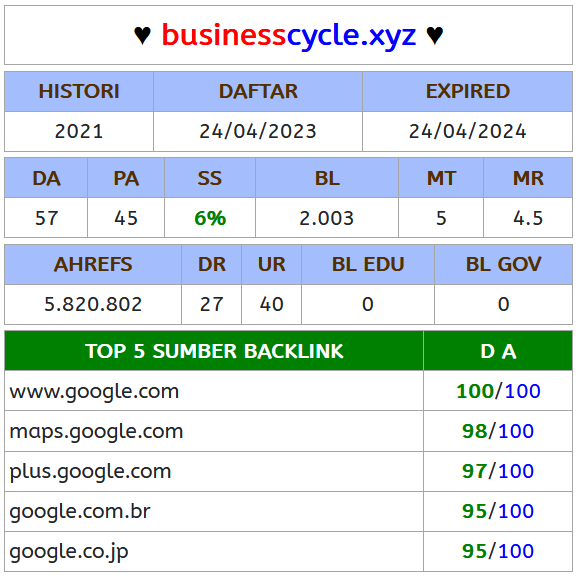 ♥ businesscycle.xyz ♥
HISTORI DAFTAR EXPIRED
2021 24/04/2023 24/04/2024
DA PA SS BL MT MR
57 45 6% 2.003 5 4.5
AHREFS DR UR BL EDU BL GOV
5.820.802 27 40 0 0
TOP 5 SUMBER BACKLINK D A
www.google.com 100/100
maps.google.com 98/100
plus.google.com 97/100
google.com.br 95/100
google.co.jp 95/100